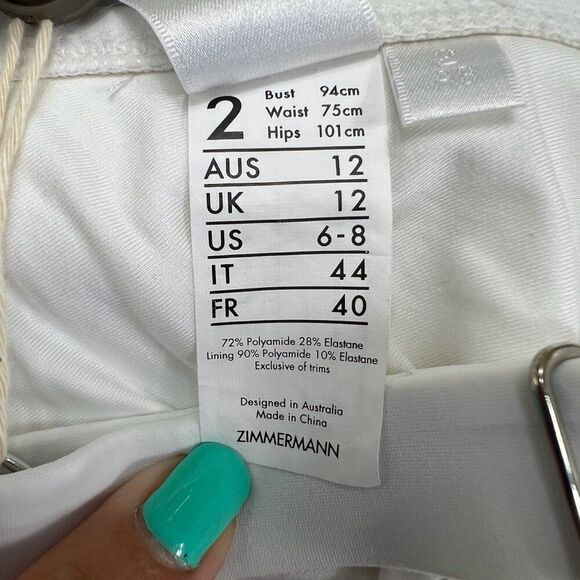 2 Bust 94cm
Waist 75cm
Hips 101cm
AUS 12
UK 12
US 6-8
IT 44
FR 40
72% Polyamide 28% Elastane
Lining 90% Polyamide 10% Elastane
Exclusive of trims
Designed in Australia
Made in China
ZIMMERMANN